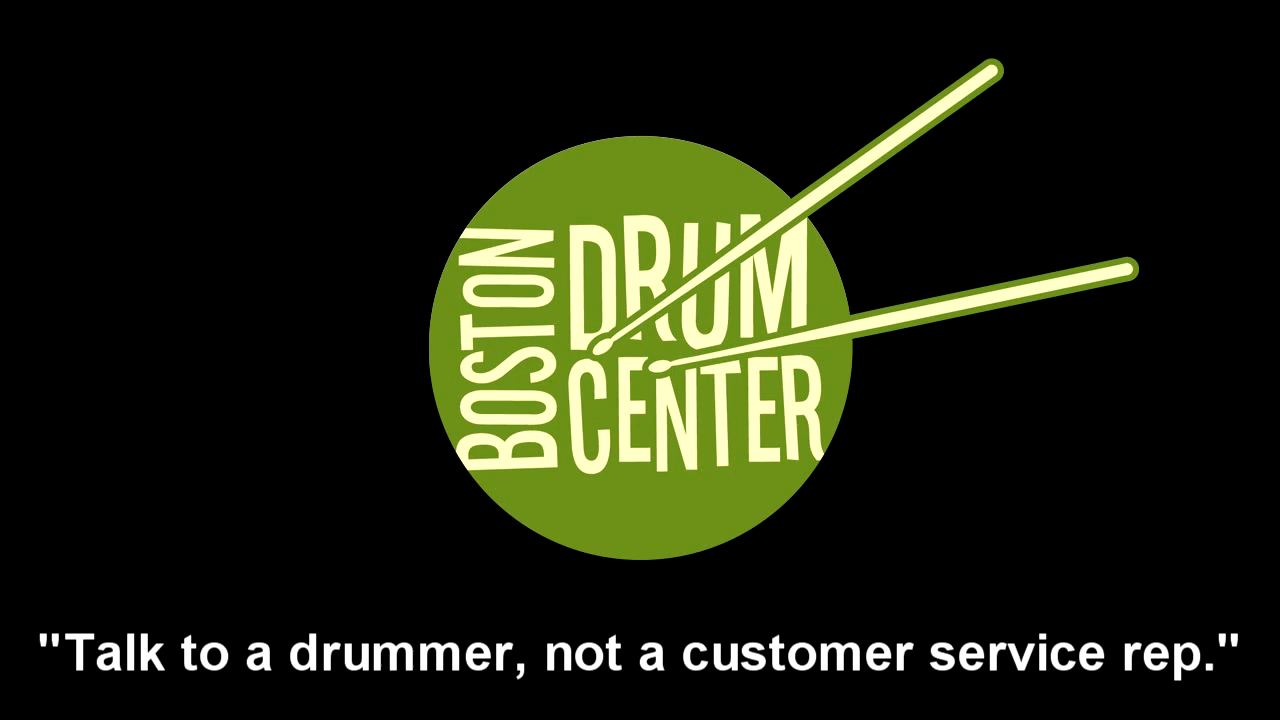 BOSTON
DRUM
CENTER
"Talk to a drummer, not a customer service rep."